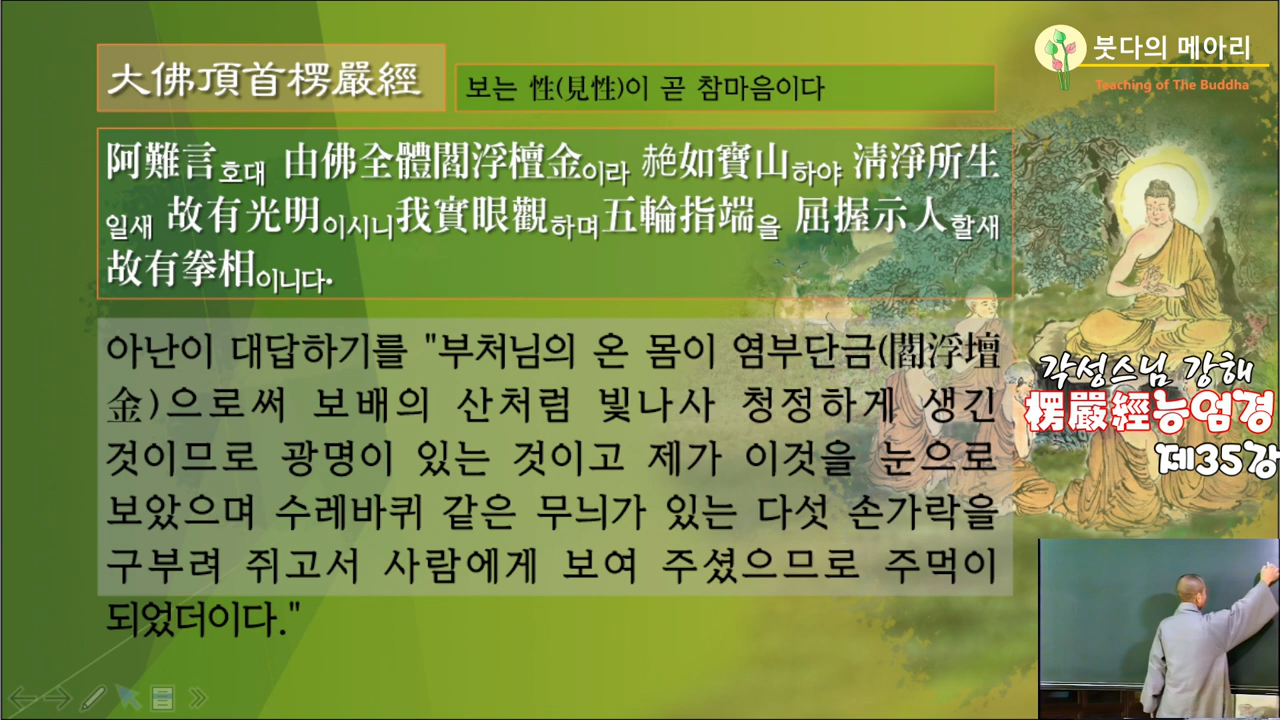 大佛頂首楞嚴經
보는 性(見性)이 곧 참마음이다
붓다의 메아리
Teaching of The Buddha
阿難言호대 由佛全體閻浮檀金이라 赩如寶山하야 淸淨所生
일새 故有光明이시니我實眼觀하며五輪指端을 屈握示人할새
故有拳相이니다.
아난이 대답하기를 "부처님의 온 몸이 염부단금(閻浮壇
金)으로써 보배의 산처럼 빛나사 청정하게 생긴
것이므로 광명이 있는 것이고 제가 이것을 눈으로
보았으며 수레바퀴 같은 무늬가 있는 다섯 손가락을
구부려 쥐고서 사람에게 보여 주셨으므로 주먹이
되었더이다."
각성스님 강해
楞嚴經능엄경
제35강